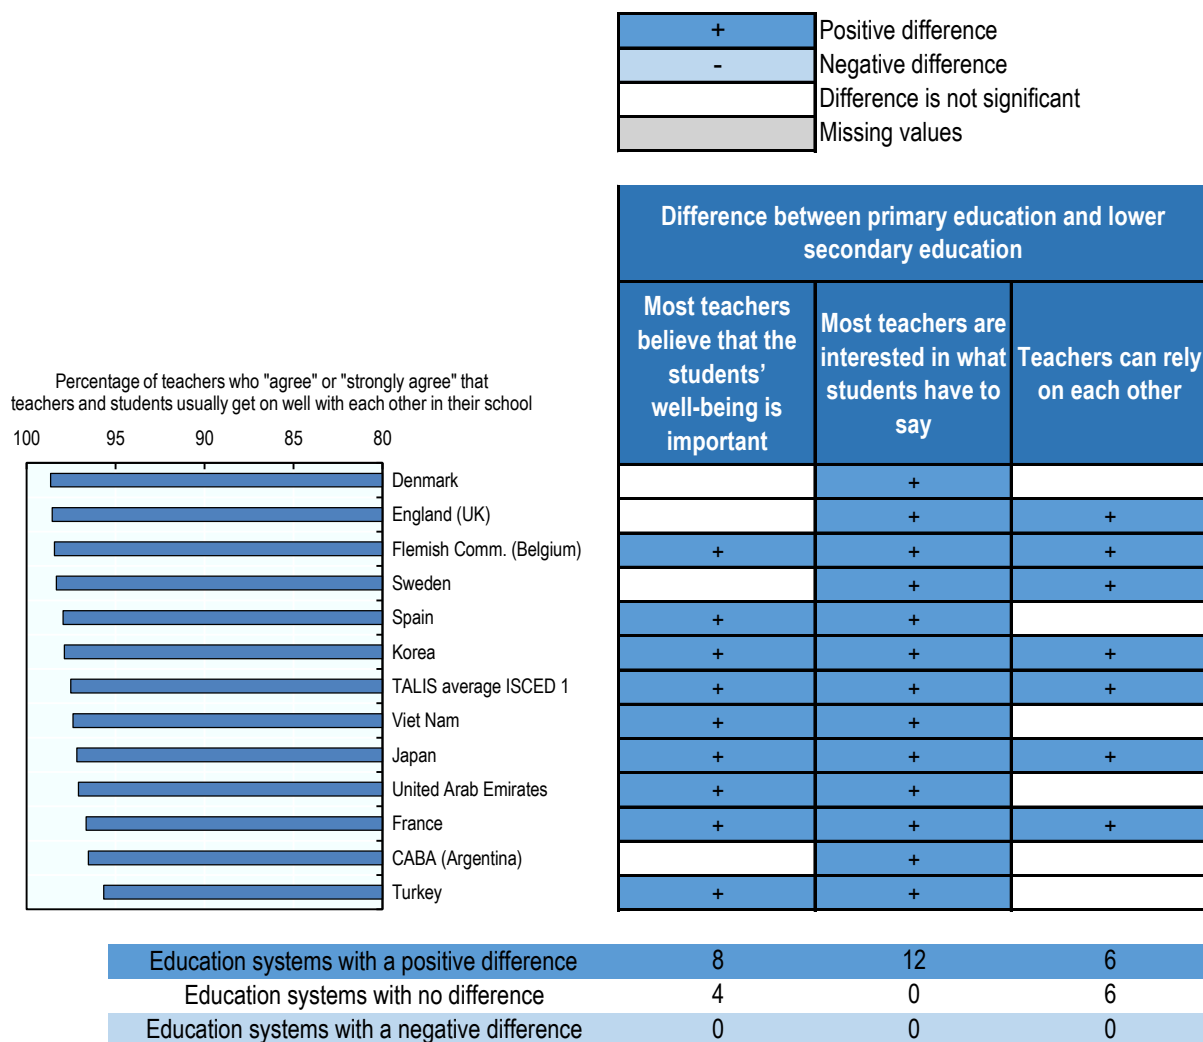 + Positive difference
- Negative difference
Difference is not significant
Missing values
Difference between primary education and lower
secondary education
Most teachers
believe that the
students’
well-being is
important
Most teachers are
interested in what
students have to
say
Teachers can rely
on each other
Percentage of teachers who "agree" or "strongly agree" that
teachers and students usually get on well with each other in their school
100 95 90 85 80
Denmark +
England (UK) + +
Flemish Comm. (Belgium) + + +
Sweden + +
Spain + +
Korea + + +
TALIS average ISCED 1 + + +
Viet Nam + +
Japan + + +
United Arab Emirates + +
France + + +
CABA (Argentina) +
Turkey + +
Education systems with a positive difference 8 12 6
Education systems with no difference 4 0 6
Education systems with a negative difference 0 0 0